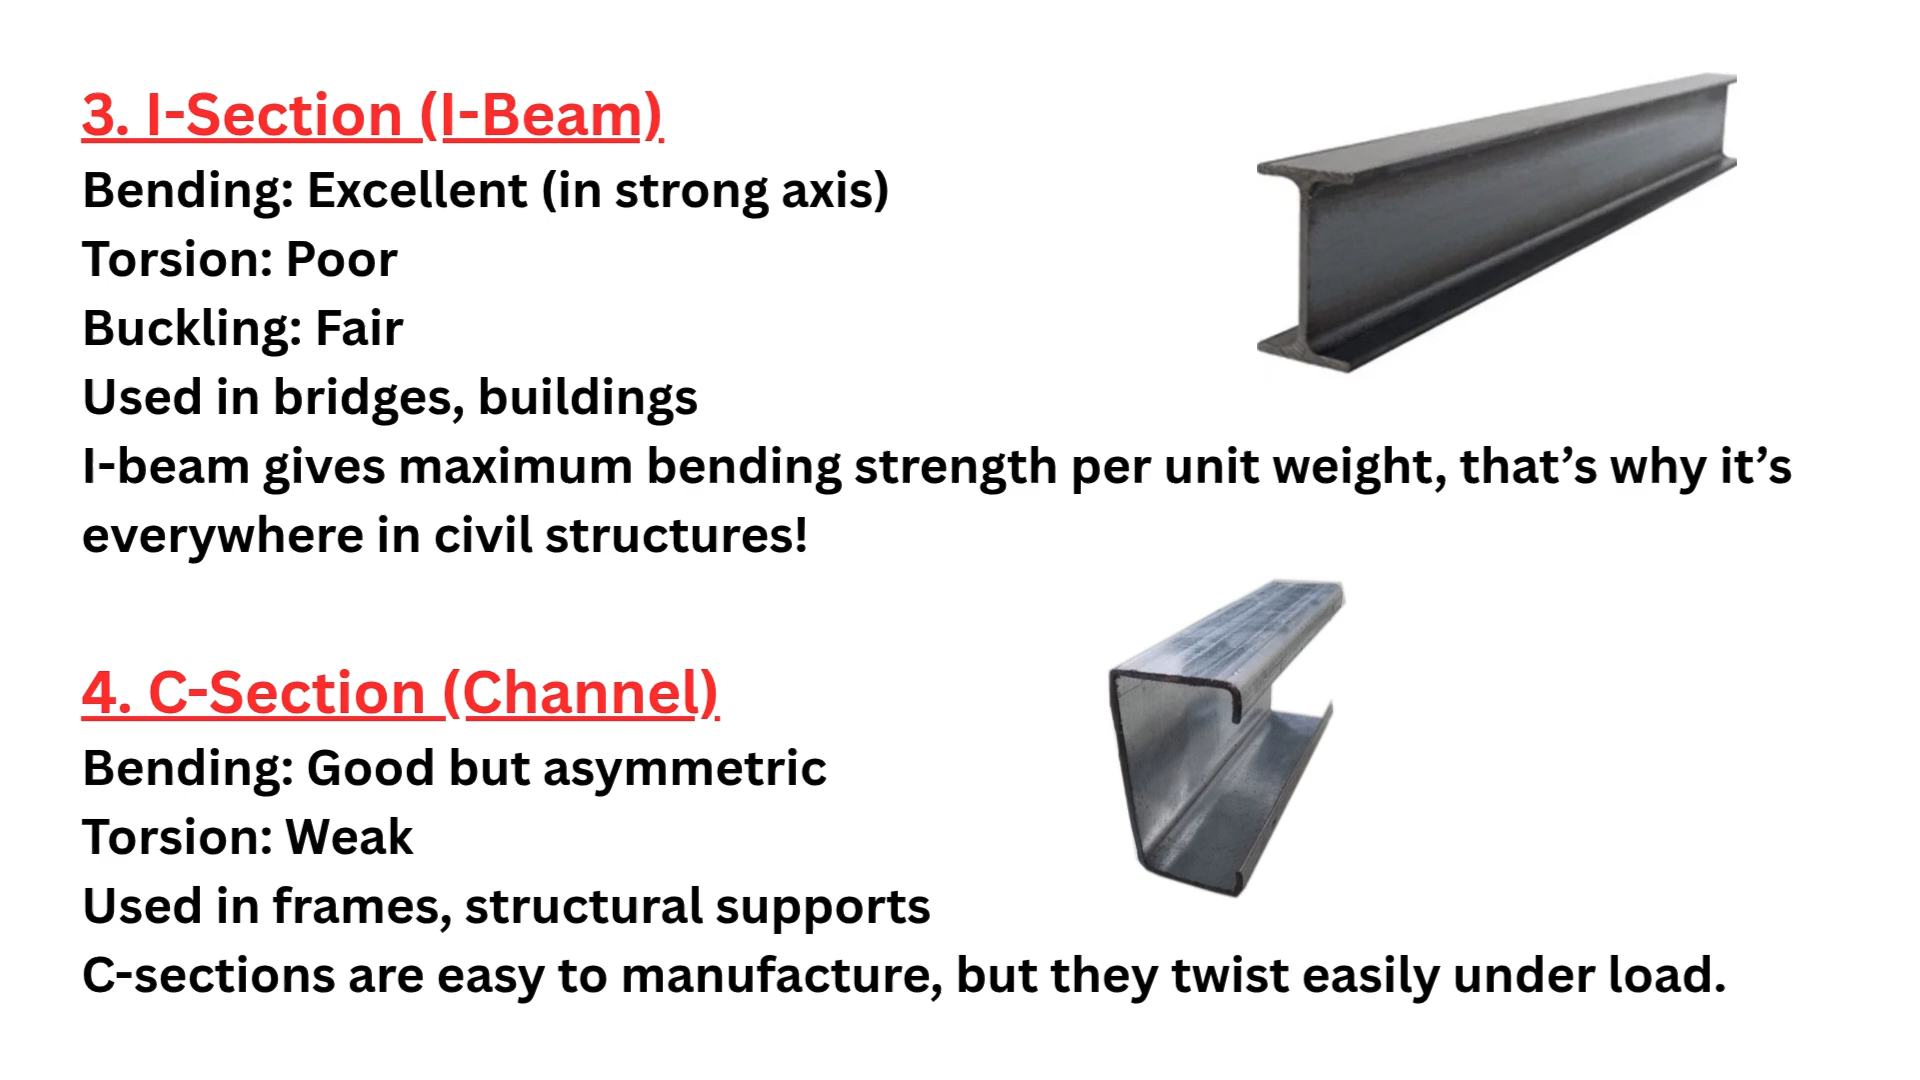 3. I-Section (I-Beam)
Bending: Excellent (in strong axis)
Torsion: Poor
Buckling: Fair
Used in bridges, buildings
I-beam gives maximum bending strength per unit weight, that’s why it’s
everywhere in civil structures!
4. C-Section (Channel)
Bending: Good but asymmetric
Torsion: Weak
Used in frames, structural supports
C-sections are easy to manufacture, but they twist easily under load.